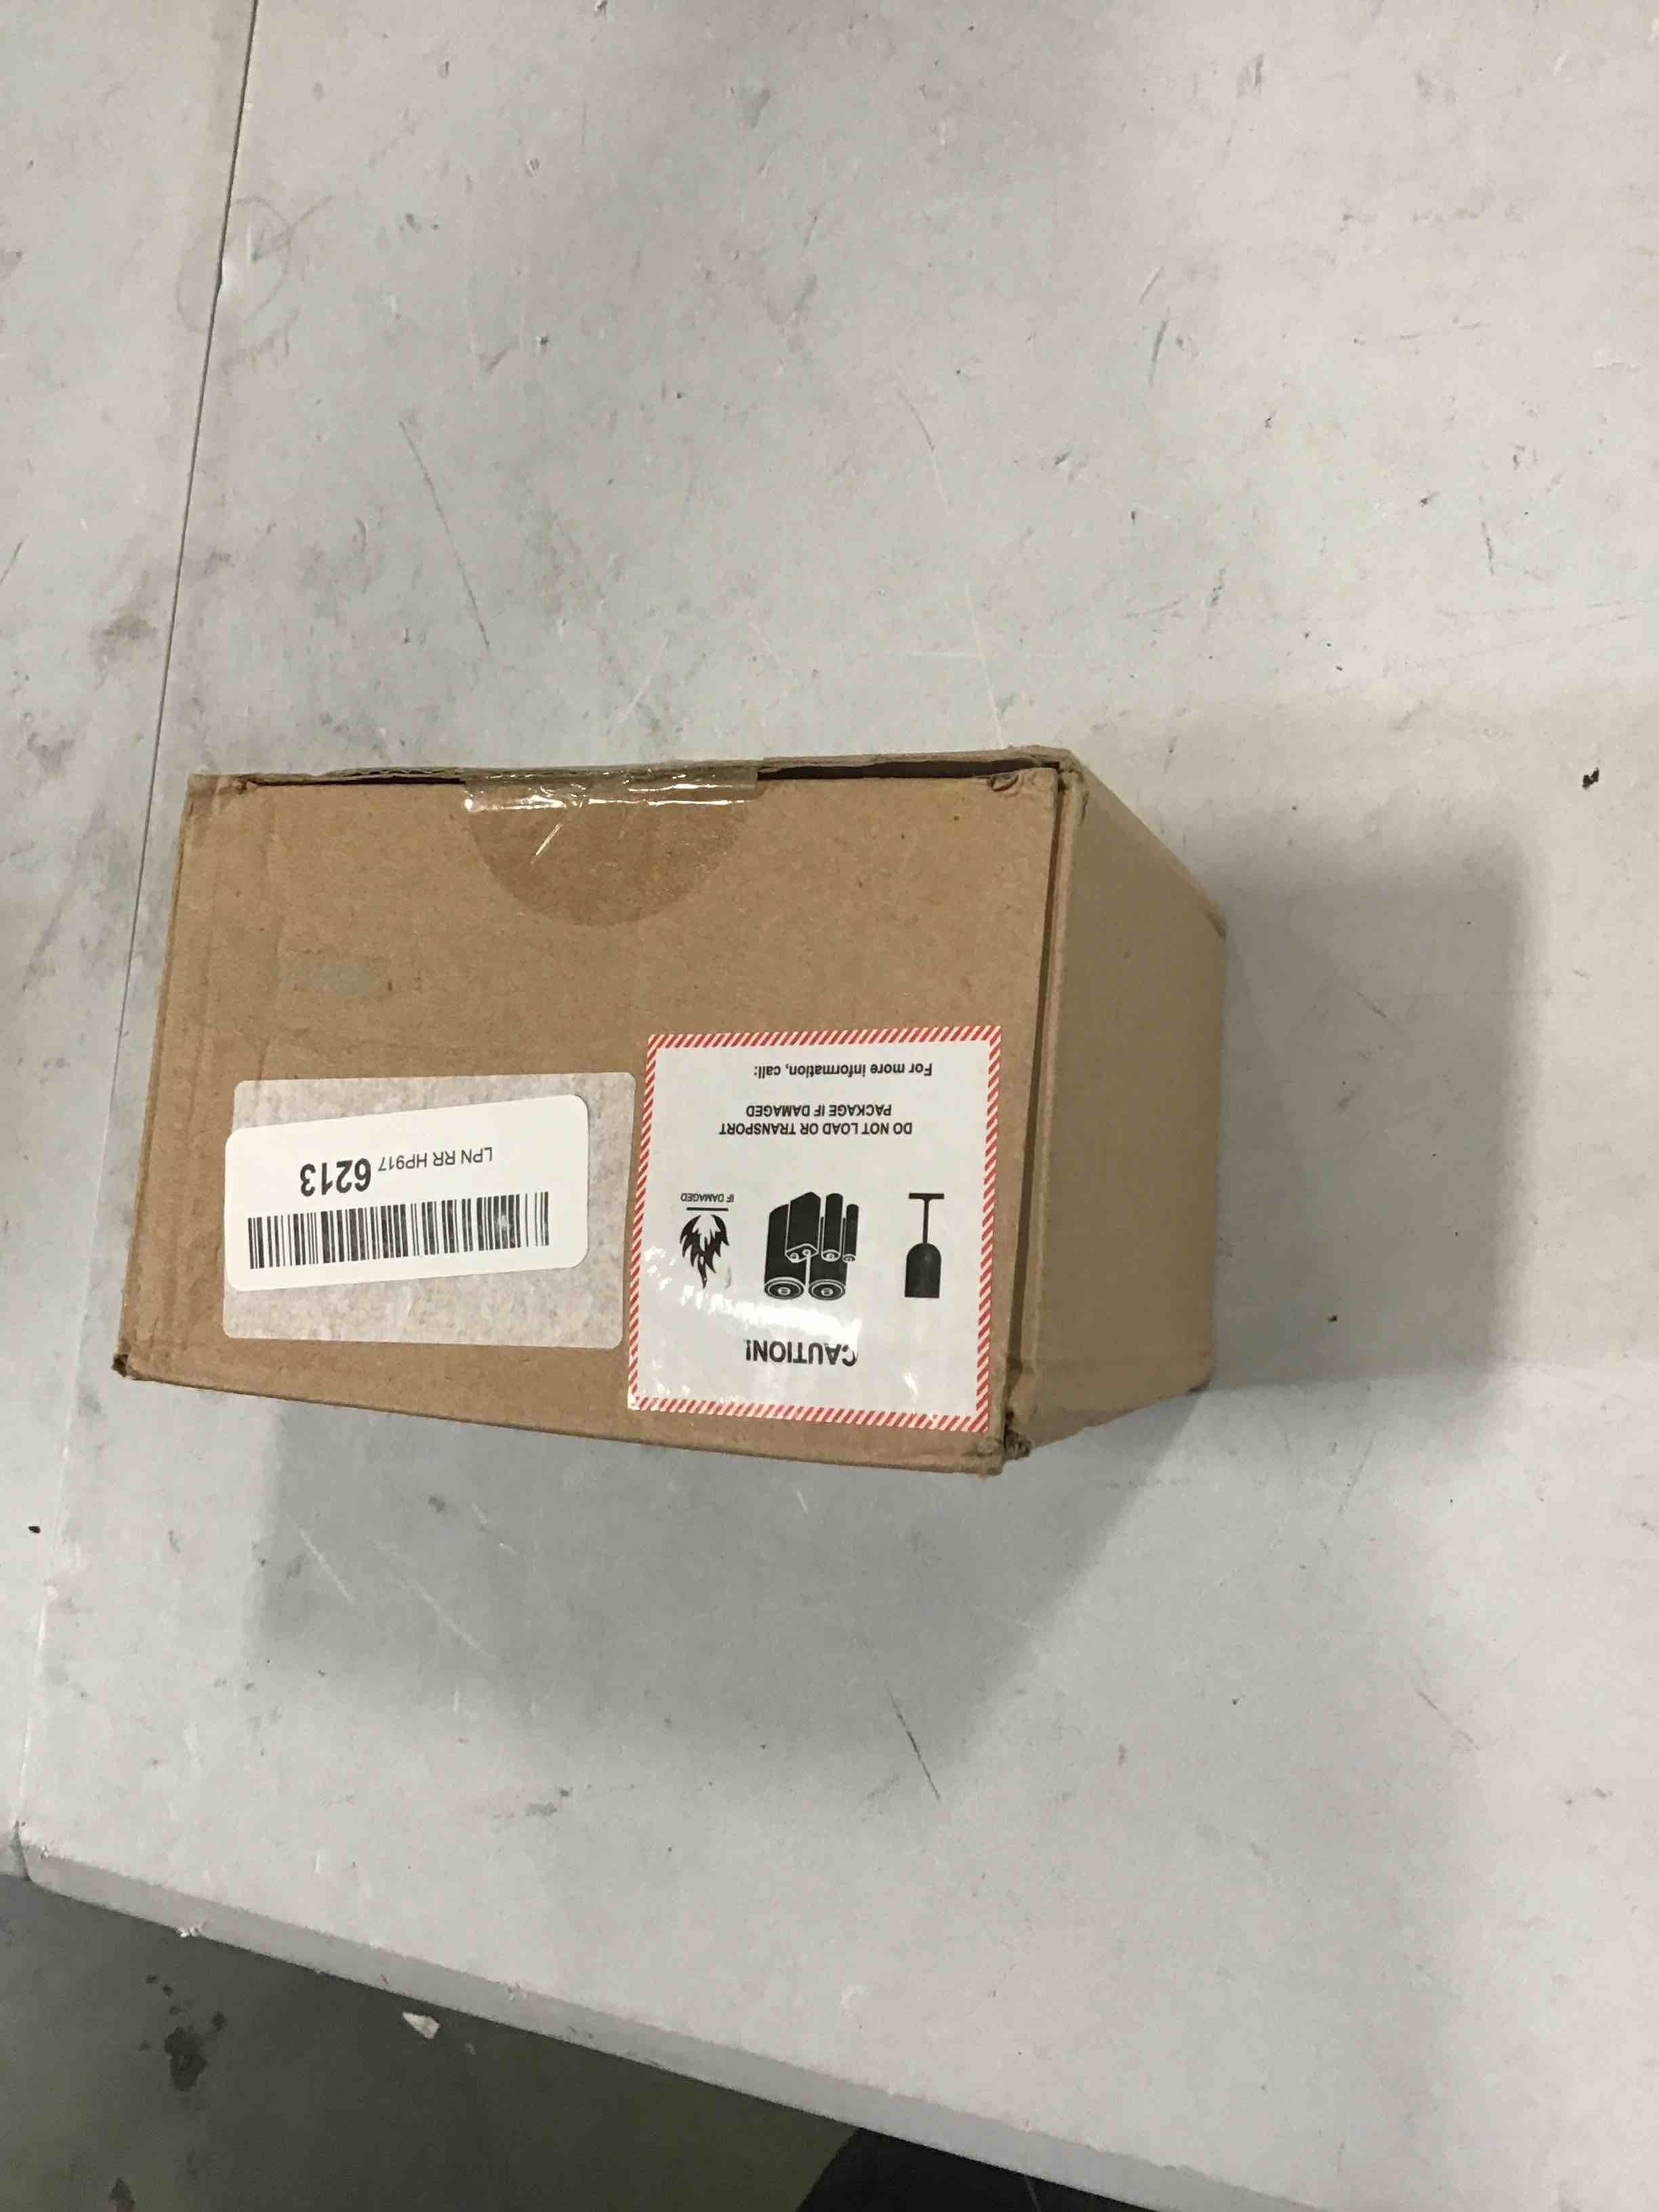 CAUTION!
IF DAMAGED
DO NOT LOAD OR TRANSPORT
PACKAGE IF DAMAGED
For more information, call:
LPN RR HP917 6213